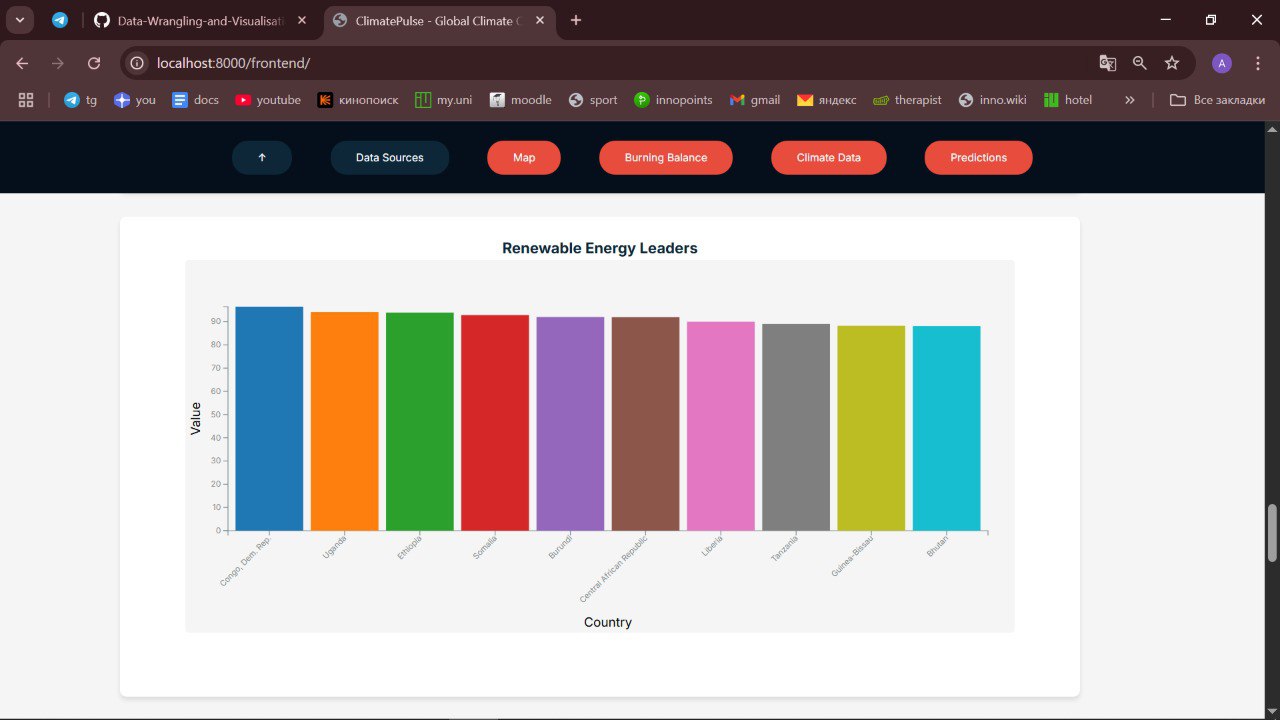 Data-Wrangling-and-Visualisati
ClimatePulse - Global Climate C
localhost:8000/frontend/
A
tg
you
docs
youtube
кинопоиск
my.uni
moodle
sport
innopoints
gmail
яндекс
therapist
inno.wiki
hotel
»
Все закладки
↑
Data Sources
Map
Burning Balance
Climate Data
Predictions
Renewable Energy Leaders
Value
90
80
70
60
50
40
30
20
10
0
Congo, Dem. Rep.
Uganda
Ethiopia
Somalia
Burundi
Central African Republic
Liberia
Tanzania
Guinea-Bissau
Bhutan
Country